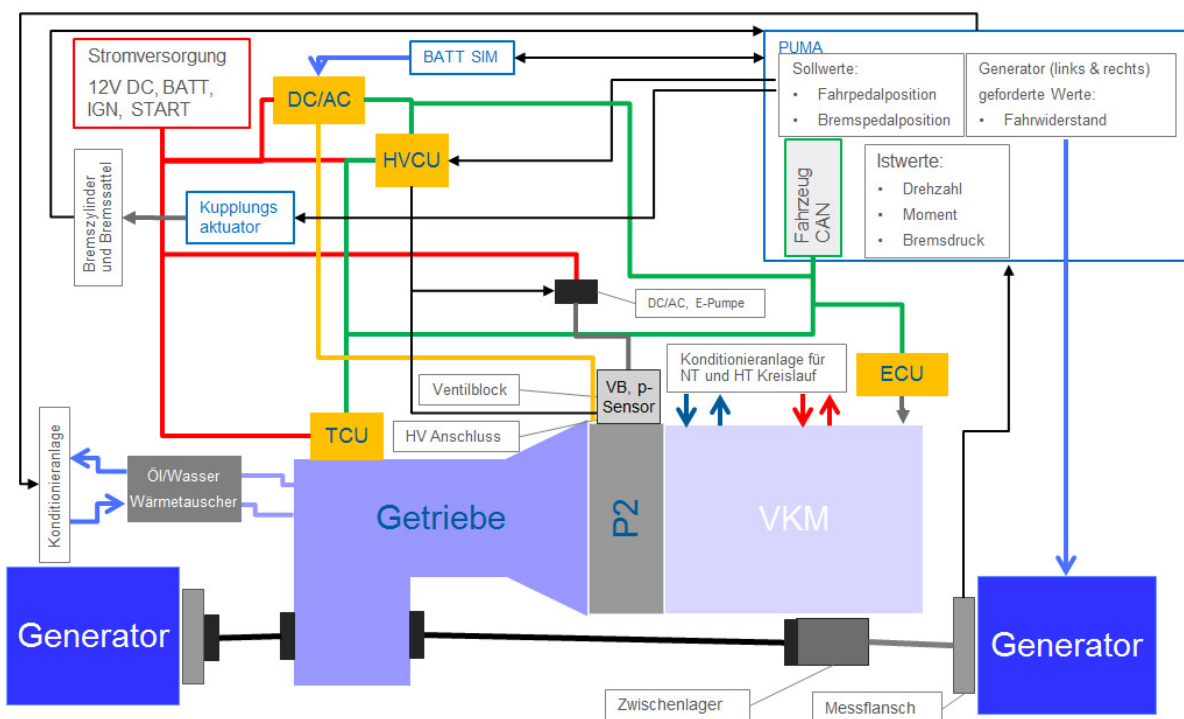 Stromversorgung
12V DC, BATT,
IGN, START
BATT SIM
DC/AC
HVCU
PUMA
Sollwerte:
• Fahrpedalposition
• Bremspedalposition
Generator (links & rechts)
geforderte Werte:
• Fahrwiderstand
Fahrzeug
CAN
Istwerte:
• Drehzahl
• Moment
• Bremsdruck
Bremszylinder
und Bremssattel
Kupplungs
aktuator
DC/AC, E-Pumpe
Konditionieranlage für
NT und HT Kreislauf
ECU
Ventilblock
VB, p-
Sensor
HV Anschluss
TCU
Konditionieranlage
Öl/Wasser
Wärmetauscher
Getriebe
P2
VKM
Generator
Generator
Zwischenlager
Messflansch